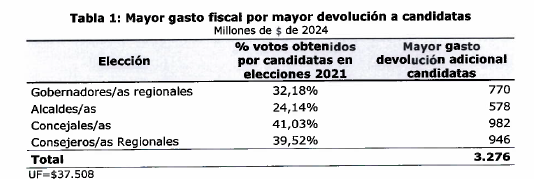 Tabla 1: Mayor gasto fiscal por mayor devolución a candidatas
Millones de $ de 2024
Elección % votos obtenidos por candidatas en elecciones 2021 Mayor gasto devolución adicional candidatas
Gobernadores/as regionales 32,18% 770
Alcaldes/as 24,14% 578
Concejales/as 41,03% 982
Consejeros/as Regionales 39,52% 946
Total 3.276
UF=$37.508